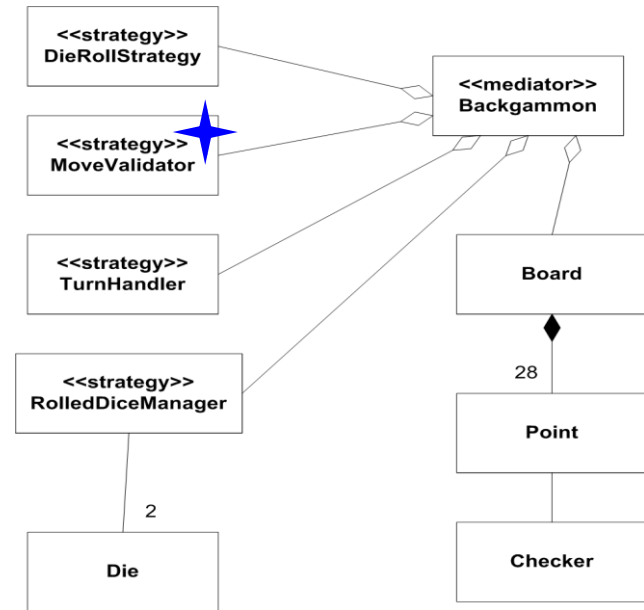 <<strategy>>
DieRollStrategy
<<mediator>>
Backgammon
<<strategy>>
MoveValidator
<<strategy>>
TurnHandler
Board
<<strategy>>
RolledDiceManager
28
Point
2
Die
Checker